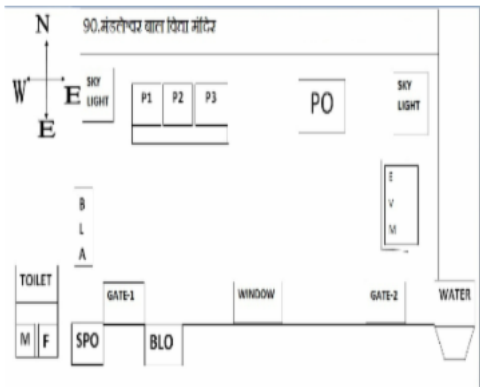 N
90.मंडलेश्वर बाल विद्या मंदिर
W E
E
SKY LIGHT
P1 P2 P3
PO
SKY LIGHT
E
V
M
B
L
A
TOILET
GATE-1
WINDOW
GATE-2
WATER
M F
SPO
BLO